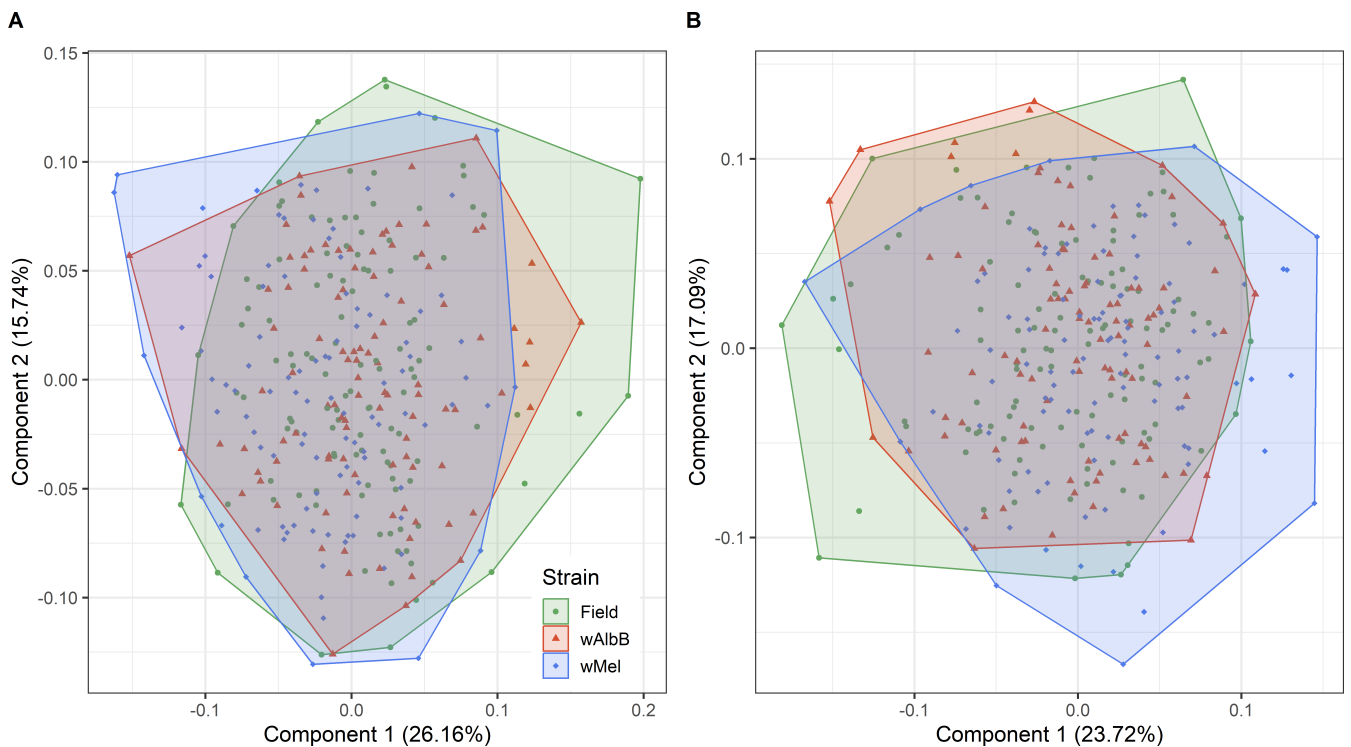 A
B
0.15
0.10
0.05
0.00
-0.05
-0.10
Component 2 (15.74%)
-0.1
0.0
0.1
0.2
Component 1 (26.16%)
Strain
Field
wAlbB
wMel
0.1
0.0
-0.1
Component 2 (17.09%)
-0.1
0.0
0.1
Component 1 (23.72%)